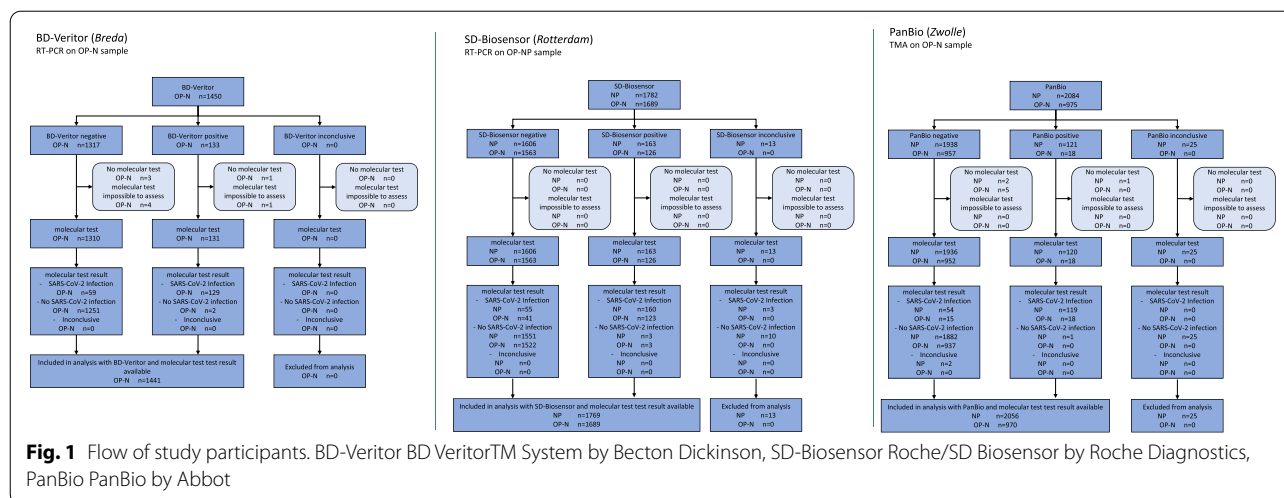 BD-Veritor (Breda)
RT-PCR on OP-N sample
BD-Veritor
OP-N n=1450
BD-Veritor negative
OP-N n=1317
BD-Veritorr positive
OP-N n=133
BD-Veritor inconclusive
OP-N n=0
No molecular test
OP-N n=3
molecular test
impossible to assess
OP-N n=4
No molecular test
OP-N n=1
molecular test
impossible to assess
OP-N n=1
No molecular test
OP-N n=0
molecular test
impossible to assess
OP-N n=0
molecular test
OP-N n=1310
molecular test
OP-N n=131
molecular test
OP-N n=0
molecular test result
- SARS-CoV-2 Infection
OP-N n=59
- No SARS-CoV-2 infection
OP-N n=1251
- Inconclusive
OP-N n=0
molecular test result
- SARS-CoV-2 Infection
OP-N n=129
- No SARS-CoV-2 infection
OP-N n=2
- Inconclusive
OP-N n=0
molecular test result
- SARS-CoV-2 Infection
OP-N n=0
- No SARS-CoV-2 infection
OP-N n=0
- Inconclusive
OP-N n=0
Included in analysis with BD-Veritor and molecular test test result
available
OP-N n=1441
Excluded from analysis
OP-N n=0
SD-Biosensor (Rotterdam)
RT-PCR on OP-NP sample
SD-Biosensor
NP n=1782
OP-N n=1689
SD-Biosensor negative
NP n=1606
OP-N n=1563
SD-Biosensor positive
NP n=163
OP-N n=126
SD-Biosensor inconclusive
NP n=13
OP-N n=0
No molecular test
NP n=0
OP-N n=0
molecular test
impossible to assess
NP n=0
OP-N n=0
No molecular test
NP n=0
OP-N n=0
molecular test
impossible to assess
NP n=0
OP-N n=0
No molecular test
NP n=0
OP-N n=0
molecular test
impossible to assess
NP n=0
OP-N n=0
molecular test
NP n=1606
OP-N n=1563
molecular test
NP n=163
OP-N n=126
molecular test
NP n=13
OP-N n=0
molecular test result
- SARS-CoV-2 Infection
NP n=55
OP-N n=41
- No SARS-CoV-2 infection
NP n=1551
OP-N n=1522
- Inconclusive
NP n=0
OP-N n=0
molecular test result
- SARS-CoV-2 Infection
NP n=160
OP-N n=123
- No SARS-CoV-2 infection
NP n=3
OP-N n=3
- Inconclusive
NP n=0
OP-N n=0
molecular test result
- SARS-CoV-2 Infection
NP n=3
OP-N n=0
- No SARS-CoV-2 infection
NP n=10
OP-N n=0
- Inconclusive
NP n=0
OP-N n=0
Included in analysis with SD-Biosensor and molecular test test result available
NP n=1769
OP-N n=1689
Excluded from analysis
NP n=13
OP-N n=0
PanBio (Zwolle)
TMA on OP-N sample
PanBio
NP n=2084
OP-N n=975
PanBio negative
NP n=1938
OP-N n=957
PanBio positive
NP n=121
OP-N n=18
PanBio inconclusive
NP n=25
OP-N n=0
No molecular test
NP n=2
OP-N n=5
molecular test
impossible to assess
NP n=0
OP-N n=0
No molecular test
NP n=1
OP-N n=0
molecular test
impossible to assess
NP n=0
OP-N n=0
No molecular test
NP n=0
OP-N n=0
molecular test
impossible to assess
NP n=0
OP-N n=0
molecular test
NP n=1936
OP-N n=952
molecular test
NP n=120
OP-N n=18
molecular test
NP n=25
OP-N n=0
molecular test result
- SARS-CoV-2 Infection
NP n=54
OP-N n=15
- No SARS-CoV-2 infection
NP n=1882
OP-N n=937
- Inconclusive
NP n=2
OP-N n=0
molecular test result
- SARS-CoV-2 Infection
NP n=119
OP-N n=18
- No SARS-CoV-2 infection
NP n=1
OP-N n=0
- Inconclusive
NP n=0
OP-N n=0
molecular test result
- SARS-CoV-2 Infection
NP n=0
OP-N n=0
- No SARS-CoV-2 infection
NP n=25
OP-N n=0
- Inconclusive
NP n=0
OP-N n=0
Included in analysis with PanBio and molecular test test result available
NP n=2056
OP-N n=970
Excluded from analysis
NP n=25
OP-N n=0
Fig. 1 Flow of study participants. BD-Veritor BD VeritorTM System by Becton Dickinson, SD-Biosensor Roche/SD Biosensor by Roche Diagnostics,
PanBio PanBio by Abbot